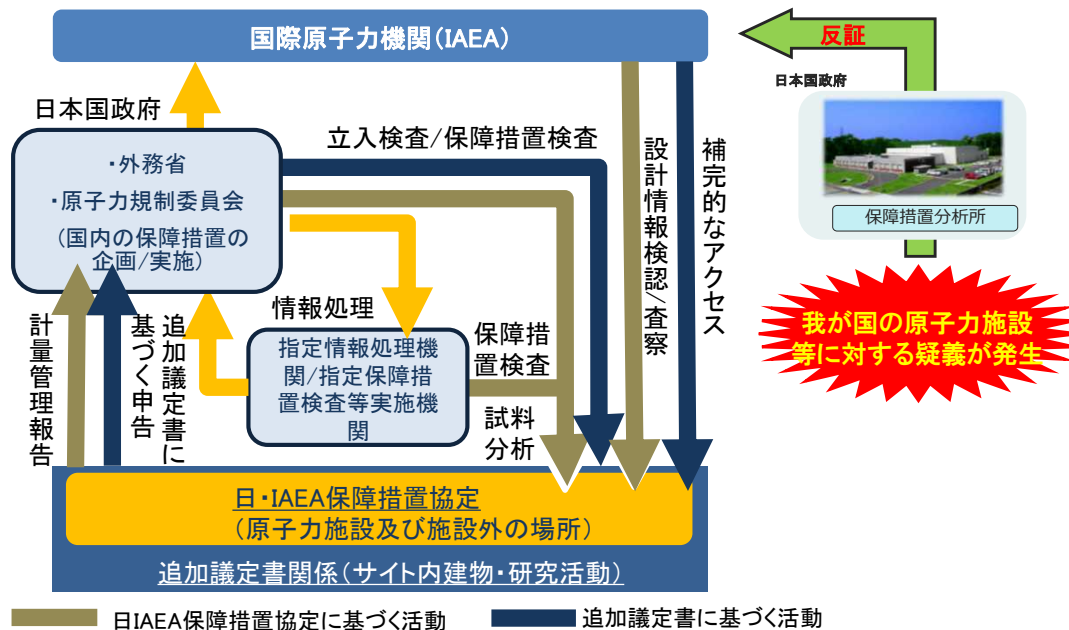 国際原子力機関(IAEA)
反証
日本国政府
日本国政府
・外務省
・原子力規制委員会
(国内の保障措置の
企画/実施)
立入検査/保障措置検査
設計情報検認/査察
補完的なアクセス
保障措置分析所
我が国の原子力施設
等に対する疑義が発生
計量管理報告
追加議定書に
基づく申告
情報処理
指定情報処理機
関/指定保障措
置検査等実施機
関
保障措
置検査
試料
分析
日・IAEA保障措置協定
(原子力施設及び施設外の場所)
追加議定書関係(サイト内建物・研究活動)
日IAEA保障措置協定に基づく活動
追加議定書に基づく活動